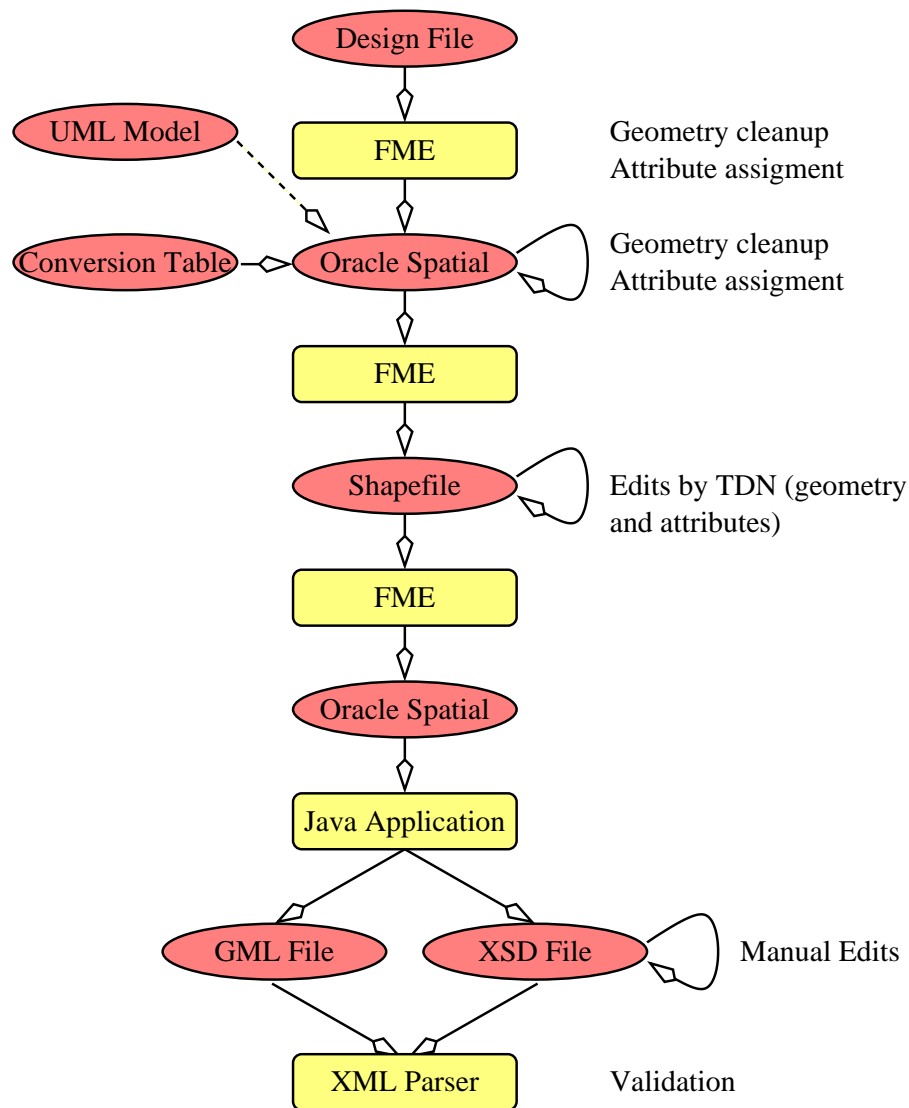 Design File
UML Model
FME
Geometry cleanup
Attribute assigment
Conversion Table
Oracle Spatial
Geometry cleanup
Attribute assigment
FME
Shapefile
Edits by TDN (geometry
and attributes)
FME
Oracle Spatial
Java Application
GML File
XSD File
Manual Edits
XML Parser
Validation